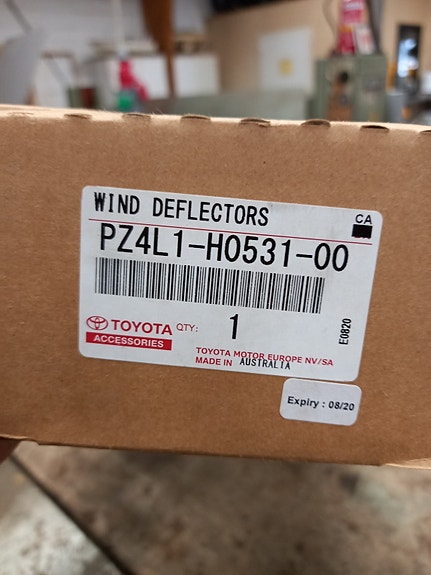 WIND DEFLECTORS
CA
PZ4L1-H0531-00
TOYOTA
ACCESSORIES
QTY: 1
E0820
TOYOTA MOTOR EUROPE NV/SA
MADE IN AUSTRALIA
Expiry : 08/20